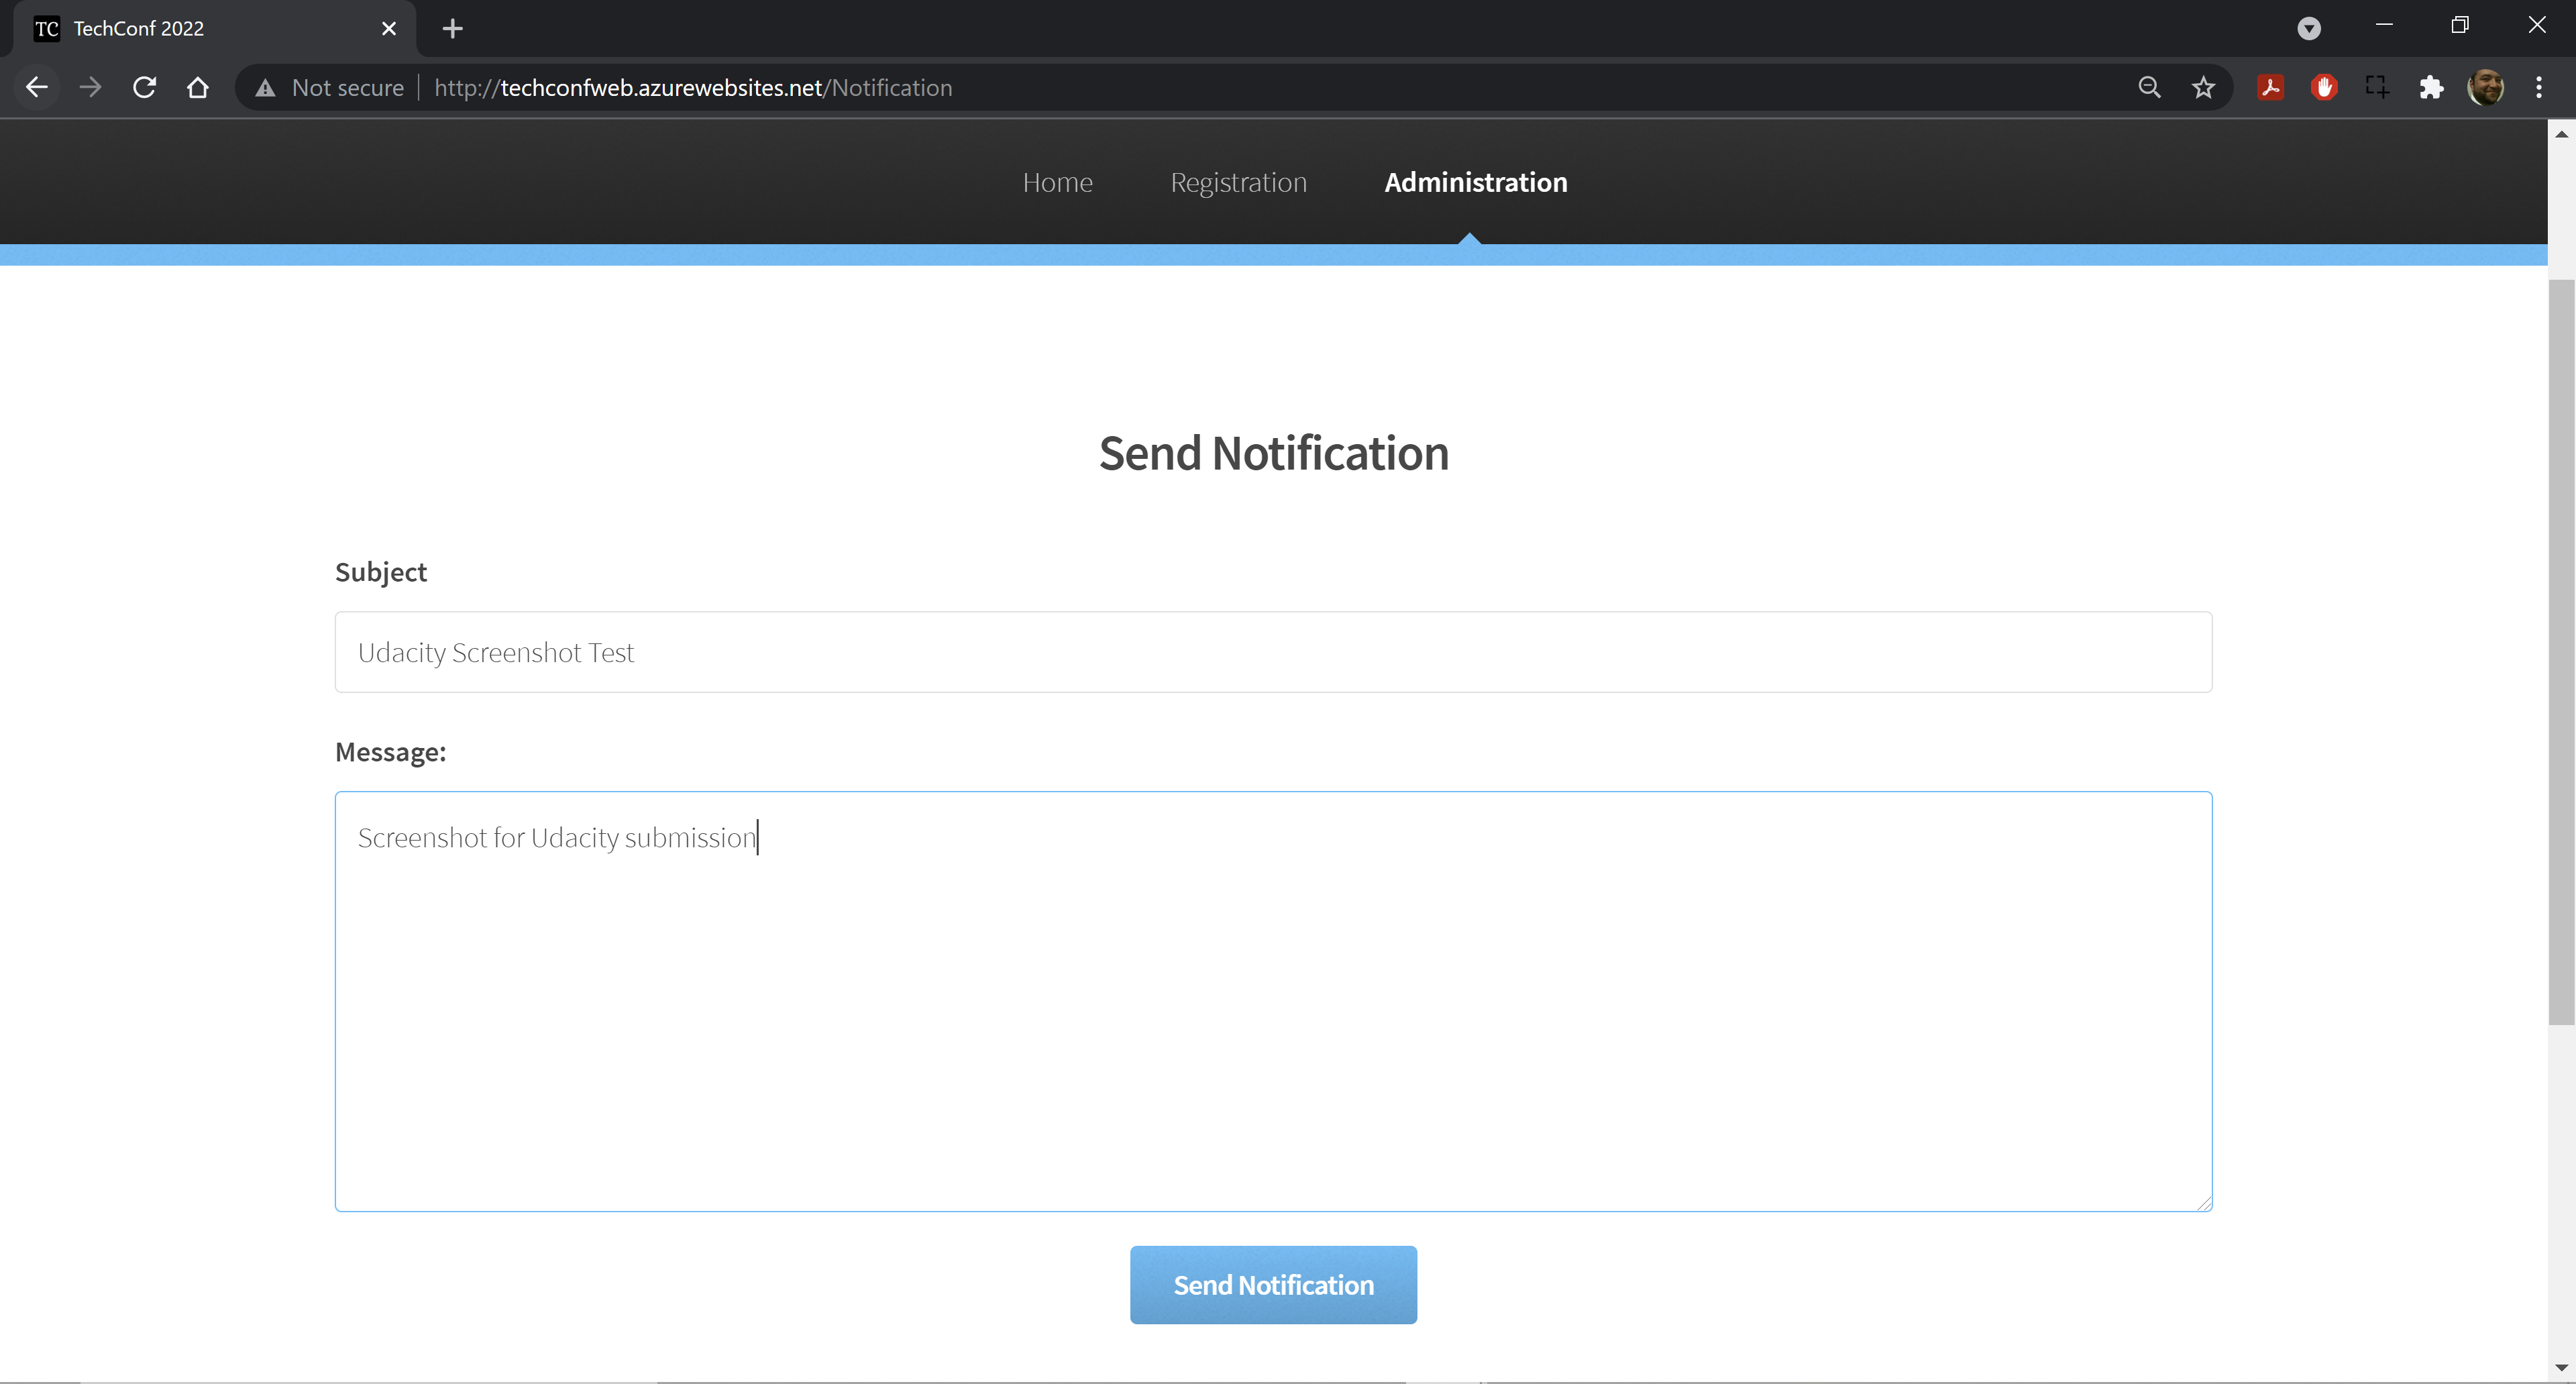 TC TechConf 2022
Not secure http://techconfweb.azurewebsites.net/Notification
Home Registration Administration
Send Notification
Subject
Udacity Screenshot Test
Message:
Screenshot for Udacity submission
Send Notification